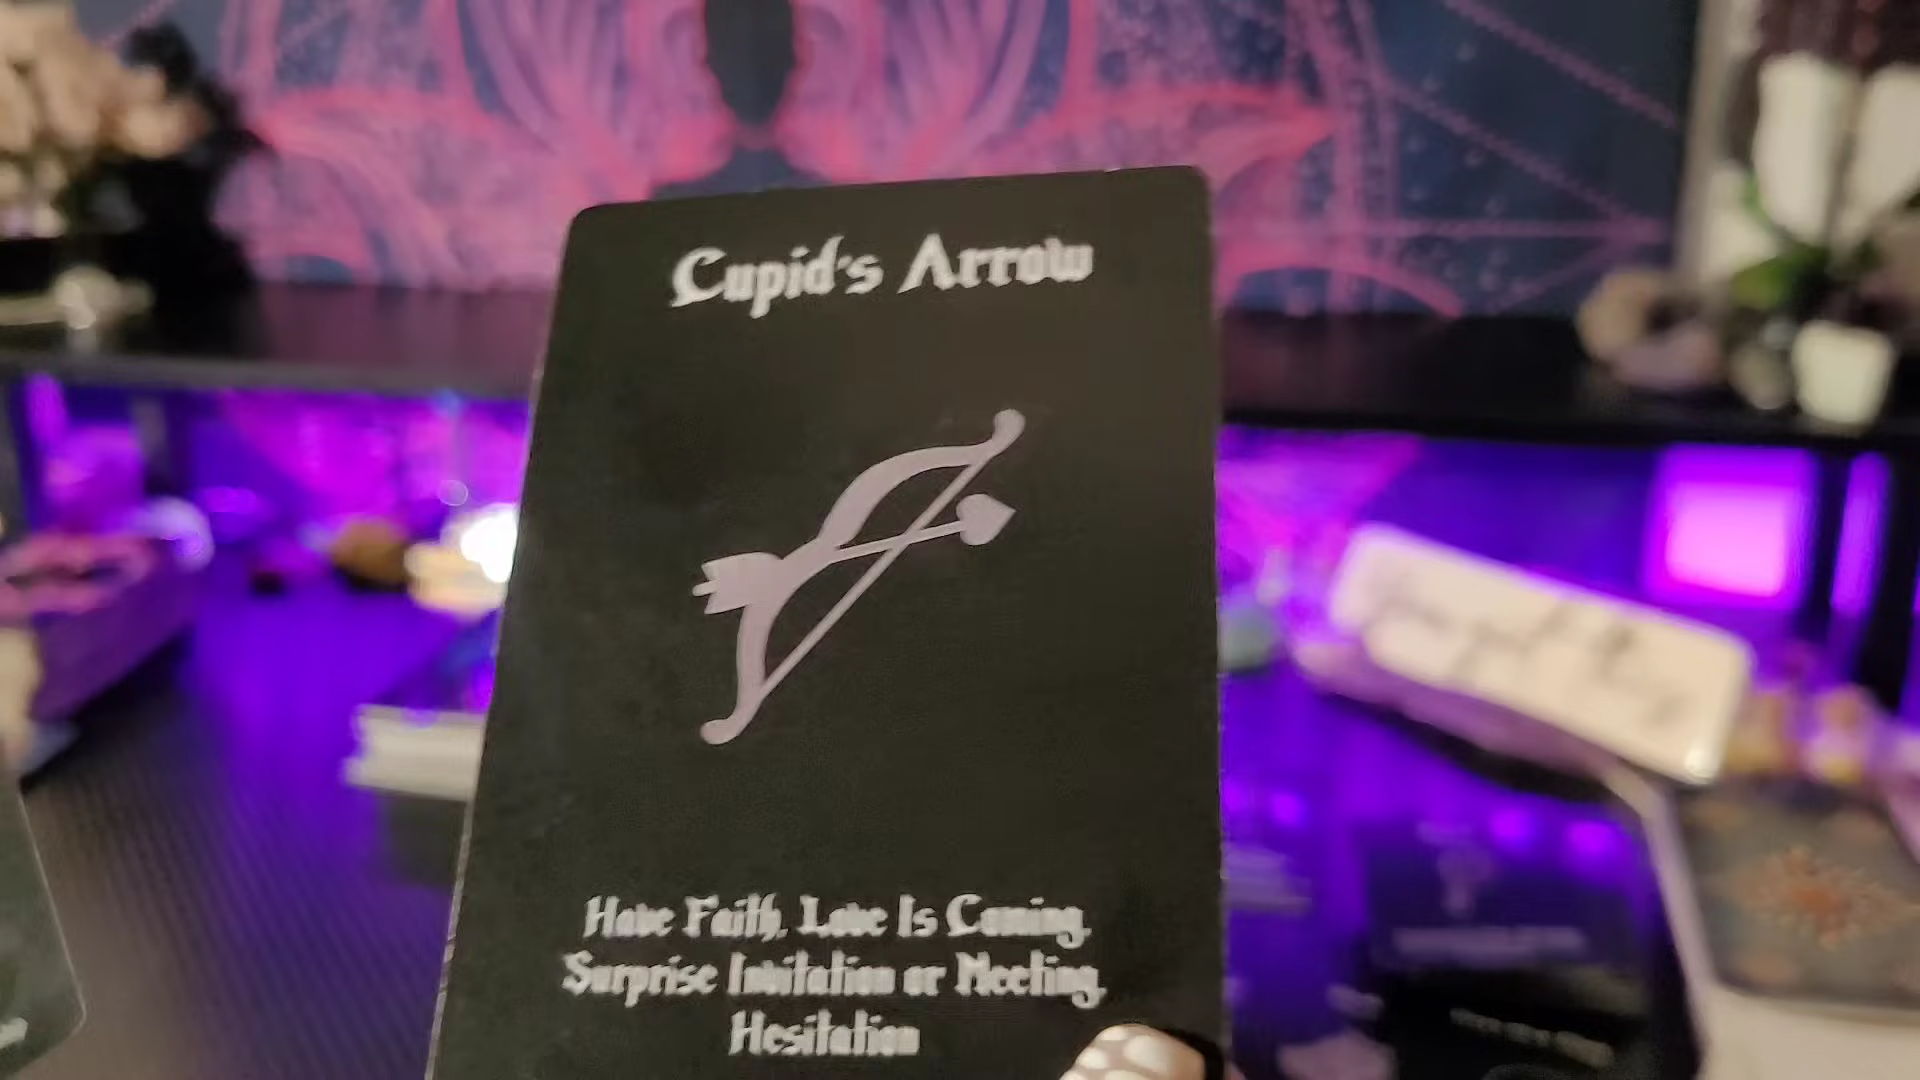 Cupid's Arrow
Have Faith, Love Is Coming,
Surprise Invitation or Meeting,
Hesitation